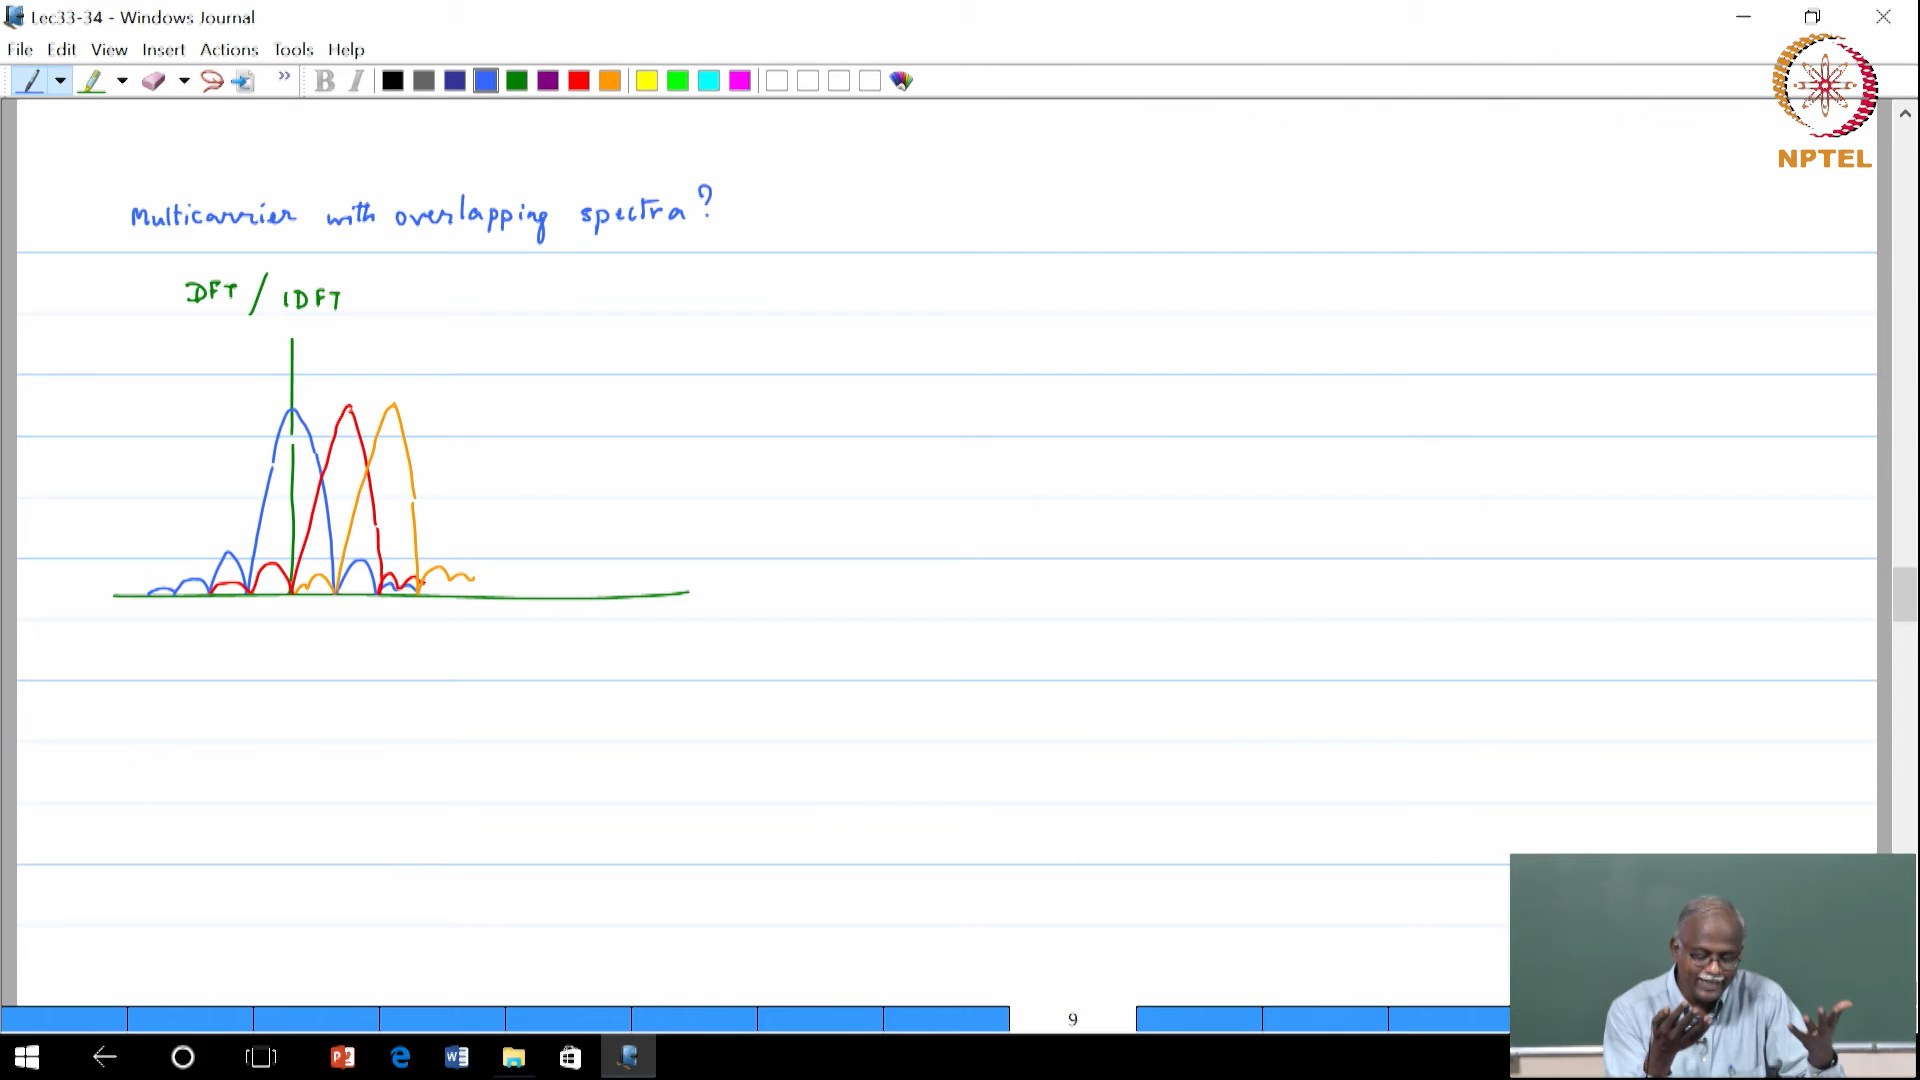 Lec33-34 - Windows Journal
File Edit View Insert Actions Tools Help
B I
NPTEL
Multicarrier with overlapping spectra?
DFT / IDFT
9